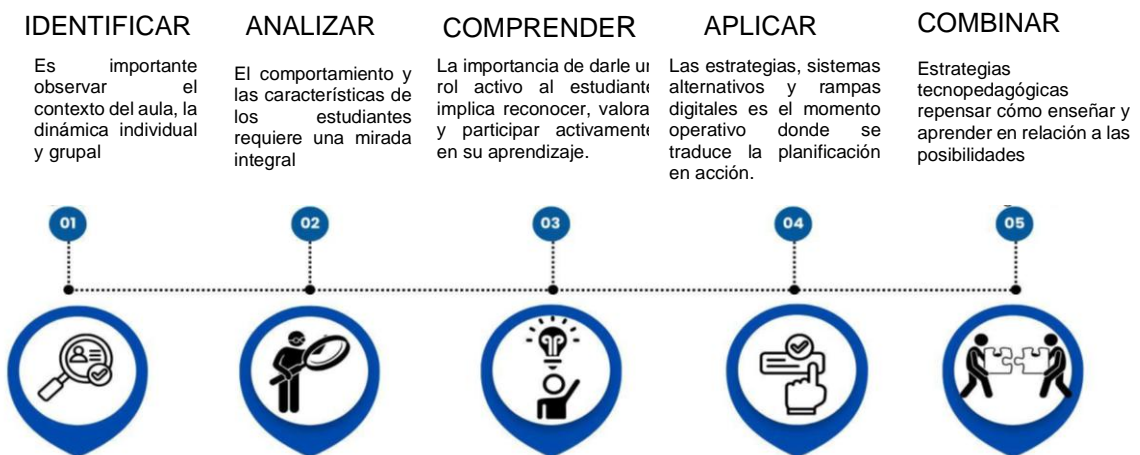 IDENTIFICAR
Es importante
observar el
contexto del aula, la
dinámica individual
y grupal
ANALIZAR
El comportamiento y
las características de
los estudiantes
requiere una mirada
integral
COMPRENDER
La importancia de darle un
rol activo al estudiante
implica reconocer, valora
y participar activamente
en su aprendizaje.
APLICAR
Las estrategias, sistemas
alternativos y rampas
digitales es el momento
operativo donde se
traduce la planificación
en acción.
COMBINAR
Estrategias
tecnopedagógicas
repensar cómo enseñar y
aprender en relación a las
posibilidades
01
02
03
04
05